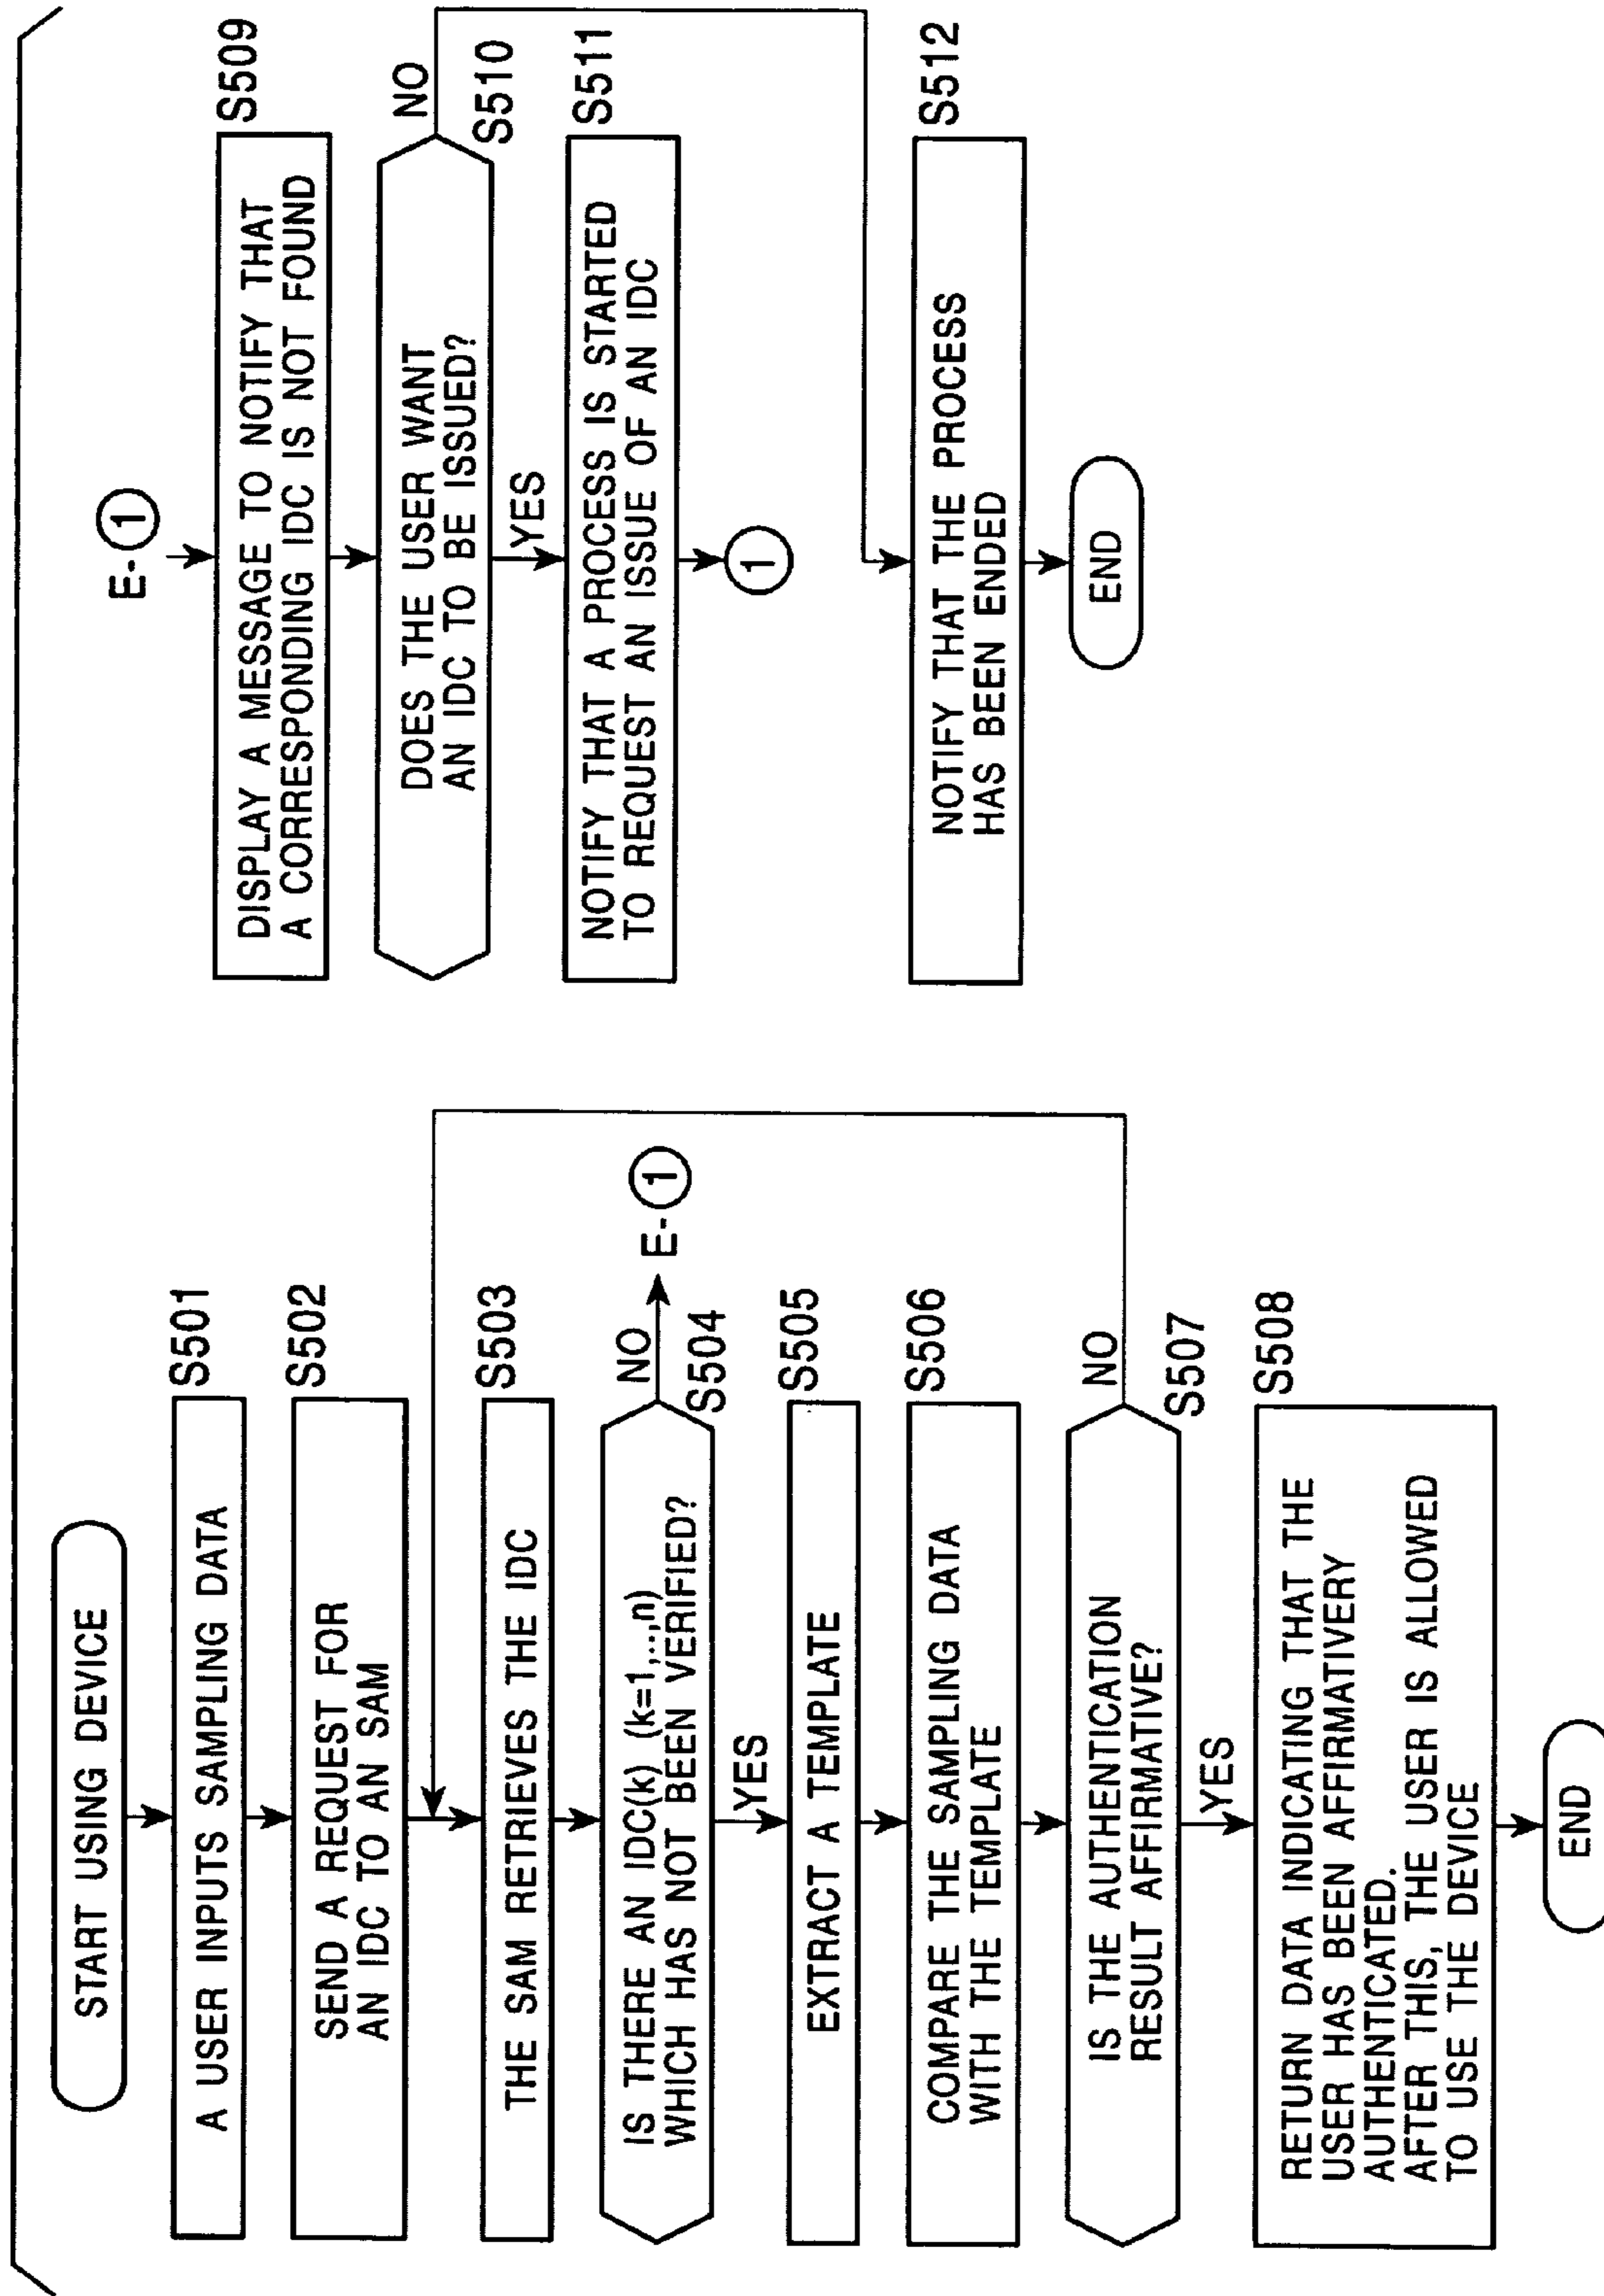 START USING DEVICE
S501
A USER INPUTS SAMPLING DATA
S502
SEND A REQUEST FOR
AN IDC TO AN SAM
S503
THE SAM RETRIEVES THE IDC
NO
E-①
S504
IS THERE AN IDC(k) (k=1,..,n)
WHICH HAS NOT BEEN VERIFIED?
YES
S505
EXTRACT A TEMPLATE
S506
COMPARE THE SAMPLING DATA
WITH THE TEMPLATE
NO
S507
IS THE AUTHENTICATION
RESULT AFFIRMATIVE?
YES
S508
RETURN DATA INDICATING THAT THE
USER HAS BEEN AFFIRMATIVERY
AUTHENTICATED.
AFTER THIS, THE USER IS ALLOWED
TO USE THE DEVICE
END
E-①
S509
DISPLAY A MESSAGE TO NOTIFY THAT
A CORRESPONDING IDC IS NOT FOUND
NO
S510
DOES THE USER WANT
AN IDC TO BE ISSUED?
YES
S511
NOTIFY THAT A PROCESS IS STARTED
TO REQUEST AN ISSUE OF AN IDC
①
S512
NOTIFY THAT THE PROCESS
HAS BEEN ENDED
END